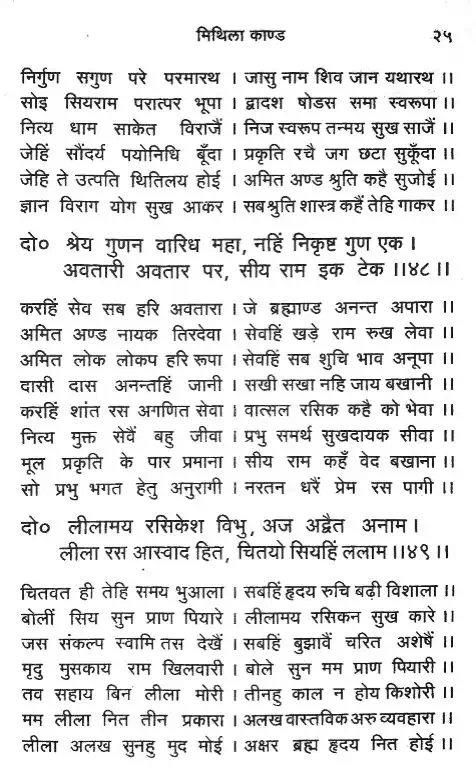 मिथिला काण्ड २५
निर्गुण सगुण परे परमारथ । जासु नाम शिव जान यथारथ ।।
सोइ सियराम परात्पर भूपा । द्वादश षोडस समा स्वरूपा ।।
नित्य धाम साकेत विराजैं । निज स्वरूप तन्मय सुख साजैं ।।
जेहिं सौंदर्य पयोनिधि बूँदा । प्रकृति रचै जग छटा सुकूँदा ।।
जेहि ते उत्पति थितिलय होई । अमित अण्ड श्रुति कहै सुजोई ।।
ज्ञान विराग योग सुख आकर । सब श्रुति शास्त्र कहैं तेहि गाकर ।।
दो० श्रेय गुणन वारिध महा, नहिं निकृष्ट गुण एक ।
अवतारी अवतार पर, सीय राम इक टेक ।।४८।।
करहिं सेव सब हरि अवतारा । जे ब्रह्माण्ड अनन्त अपारा ।।
अमित अण्ड नायक तिरदेवा । सेवहिं खड़े राम रुख लेवा ।।
अमित लोक लोकप हरि रूपा । सेवहिं सब शुचि भाव अनूपा ।।
दासी दास अनन्तहिं जानी । सखी सखा नहि जाय बखानी ।।
करहिं शांत रस अगणित सेवा । वात्सल रसिक कहै को भेवा ।।
नित्य मुक्त सेवैं बहु जीवा । प्रभु समर्थ सुखदायक सीवा ।।
मूल प्रकृति के पार प्रमाना । सीय राम कहँ वेद बखाना ।।
सो प्रभु भगत हेतु अनुरागी । नरतन धरैं प्रेम रस पागी ।।
दो० लीलामय रसिकेश विभु, अज अद्वैत अनाम ।
लीला रस आस्वाद हित, चितयो सियहिं ललाम ।।४९।।
चितवत ही तेहि समय भुआला । सबहिं हृदय रुचि बढ़ी विशाला ।।
बोलीं सिय सुन प्राण पियारे । लीलामय रसिकन सुख कारे ।।
जस संकल्प स्वामि तस देखैं । सबहिं बुझावैं चरित अशेषैं ।।
मृदु मुसकाय राम खिलवारी । बोले सुन मम प्राण पियारी ।।
तव सहाय बिन लीला मोरी । तीनहु काल न होय किशोरी ।।
मम लीला नित तीन प्रकारा । अलख वास्तविक अरु व्यवहारा ।।
लीला अलख सुनहु मुद मोई । अक्षर ब्रह्म हृदय नित होई ।।